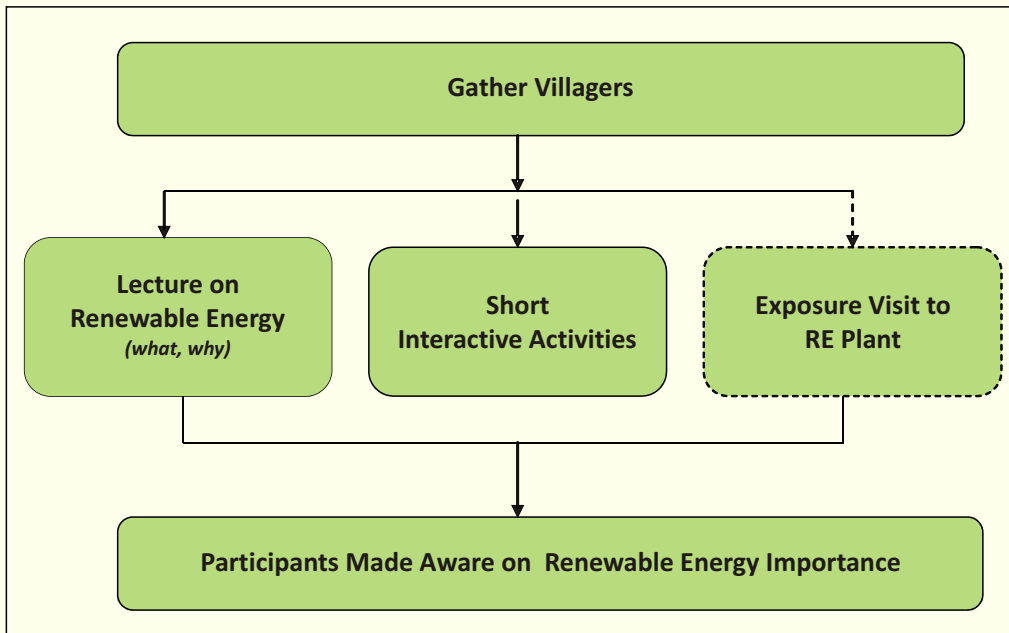 Gather Villagers
Lecture on
Renewable Energy
(what, why)
Short
Interactive Activities
Exposure Visit to
RE Plant
Participants Made Aware on Renewable Energy Importance